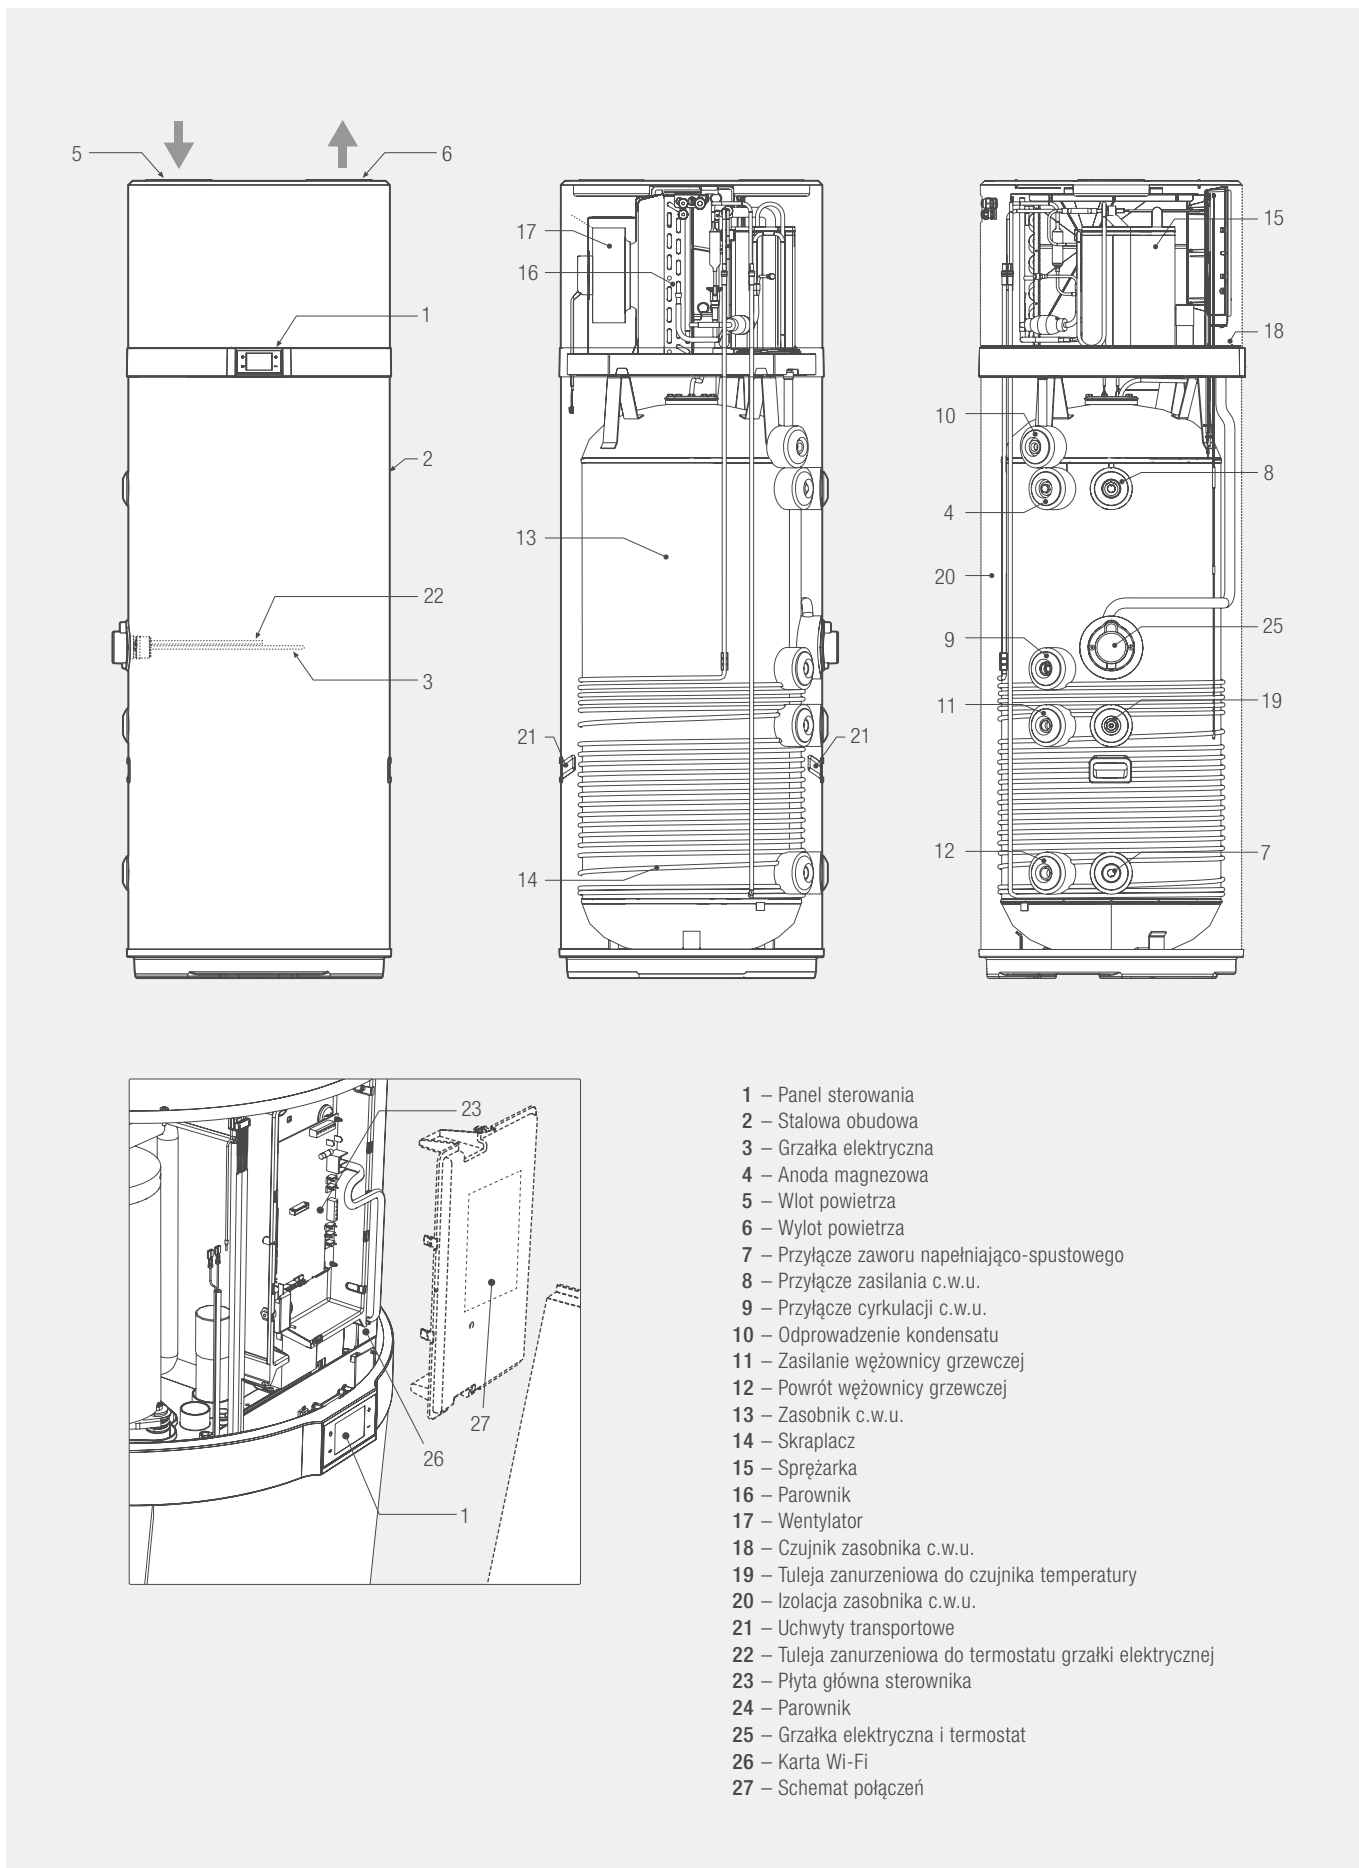 5
6
1
2
22
3
17
16
13
21
21
14
15
18
10
8
4
20
9
25
11
19
12
7
23
27
26
1
1 – Panel sterowania
2 – Stalowa obudowa
3 – Grzałka elektryczna
4 – Anoda magnezowa
5 – Wlot powietrza
6 – Wylot powietrza
7 – Przyłącze zaworu napełniająco-spustowego
8 – Przyłącze zasilania c.w.u.
9 – Przyłącze cyrkulacji c.w.u.
10 – Odprowadzenie kondensatu
11 – Zasilanie wężownicy grzewczej
12 – Powrót wężownicy grzewczej
13 – Zasobnik c.w.u.
14 – Skraplacz
15 – Sprężarka
16 – Parownik
17 – Wentylator
18 – Czujnik zasobnika c.w.u.
19 – Tuleja zanurzeniowa do czujnika temperatury
20 – Izolacja zasobnika c.w.u.
21 – Uchwyty transportowe
22 – Tuleja zanurzeniowa do termostatu grzałki elektrycznej
23 – Płyta główna sterownika
24 – Parownik
25 – Grzałka elektryczna i termostat
26 – Karta Wi-Fi
27 – Schemat połączeń